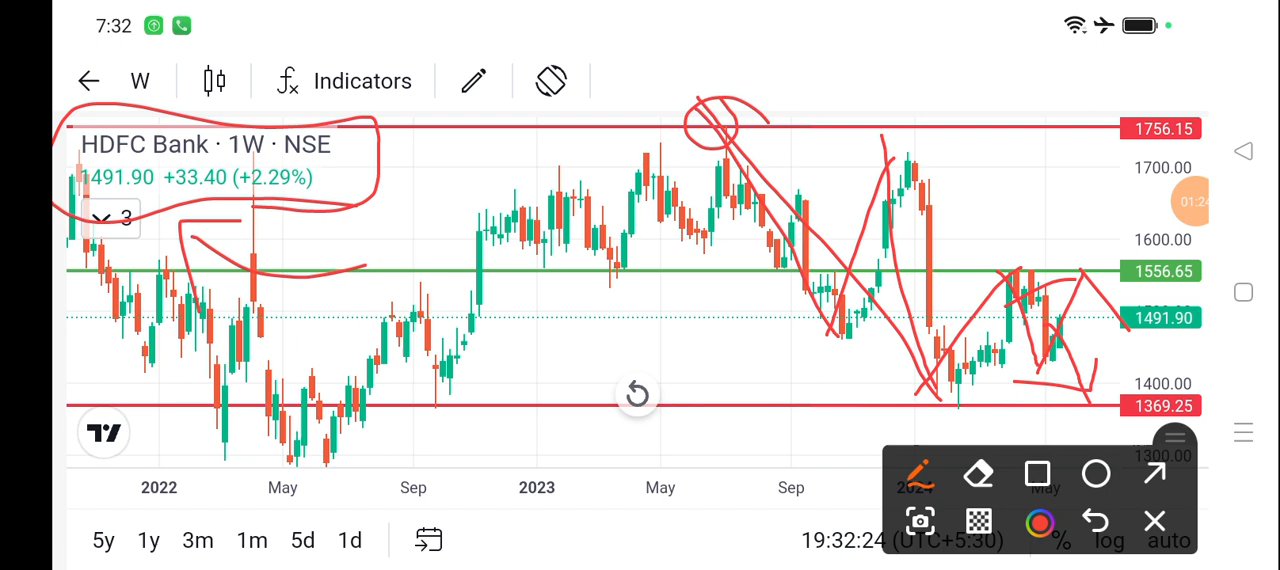 7:32
W
Indicators
HDFC Bank · 1W · NSE
1491.90 +33.40 (+2.29%)
3
1756.15
1700.00
01:24
1600.00
1556.65
1491.90
1400.00
1369.25
1300.00
2022 May Sep 2023 May Sep 2024 May
5y 1y 3m 1m 5d 1d
19:32:24 (UTC+5:30) % log auto